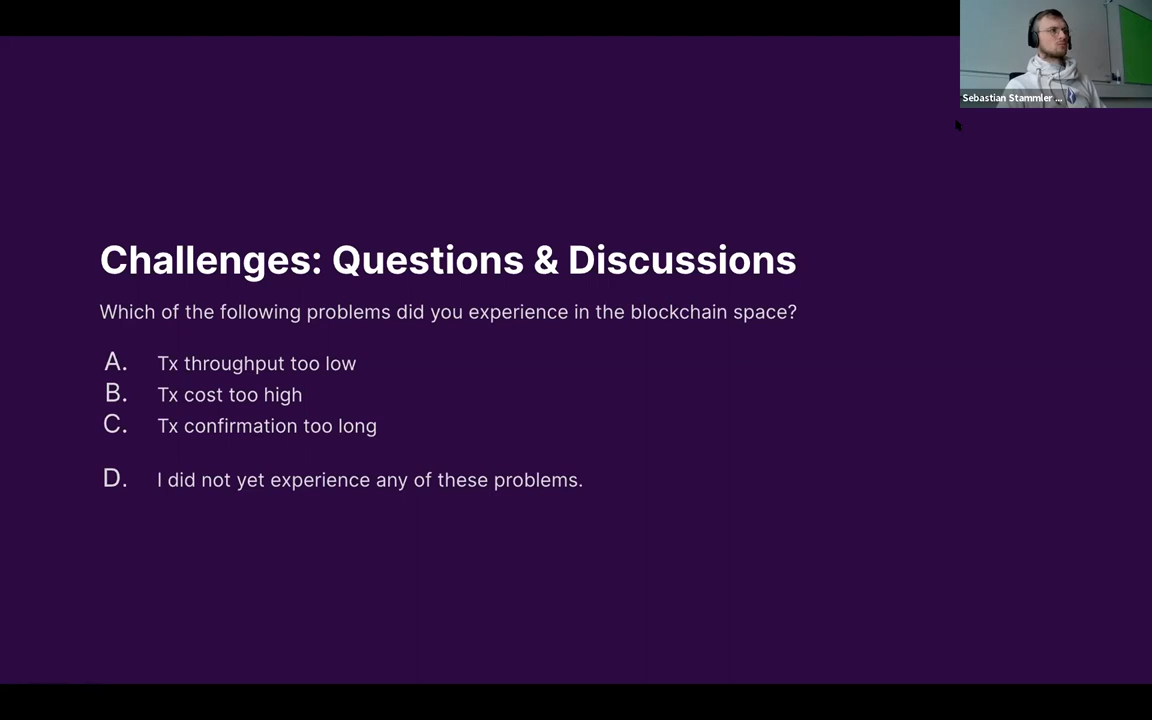 Sebastian Stammler ...
Challenges: Questions & Discussions
Which of the following problems did you experience in the blockchain space?
A. Tx throughput too low
B. Tx cost too high
C. Tx confirmation too long
D. I did not yet experience any of these problems.